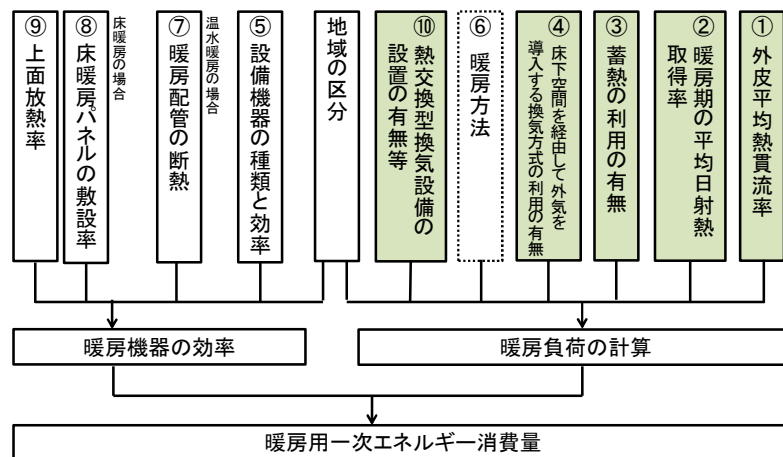 ⑨上面放熱率
床暖房の場合
⑧床暖房パネルの敷設率
⑦暖房配管の断熱
温水暖房の場合
⑤設備機器の種類と効率
地域の区分
⑩熱交換型換気設備の
設置の有無等
⑥暖房方法
④床下空間を経由して外気を
導入する換気方式の利用の有無
③蓄熱の利用の有無
②暖房期の平均日射熱
取得率
①外皮平均熱貫流率
暖房機器の効率
暖房負荷の計算
暖房用一次エネルギー消費量